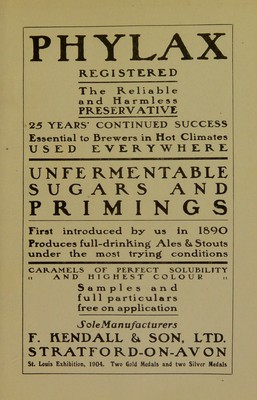 PHYLAX
REGISTERED
The Reliable
and Harmless
PRESERVATIVE
25 YEARS' CONTINUED SUCCESS
Essential to Brewers in Hot Climates
USED EVERYWHERE
UNFERMENTABLE
SUGARS AND
PRIMINGS
First introduced by us in 1890
Produces full-drinking Ales & Stouts
under the most trying conditions
CARAMELS OF PERFECT SOLUBILITY
„ AND HIGHEST COLOUR „
Samples and
full particulars
free on application
Sole Manufacturers
F. KENDALL & SON, LTD.
STRATFORD-ON-AVON
St. Louis Exhibition, 1904. Two Gold Medals and two Silver Medals